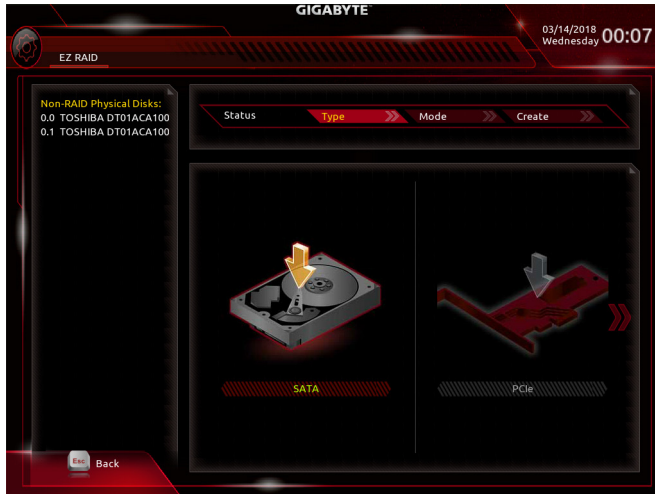 GIGABYTE™
03/14/2018
Wednesday 00:07
EZ RAID
Non-RAID Physical Disks:
0.0 TOSHIBA DT01ACA100
0.1 TOSHIBA DT01ACA100
Status Type Mode Create
SATA
PCIe
Esc Back